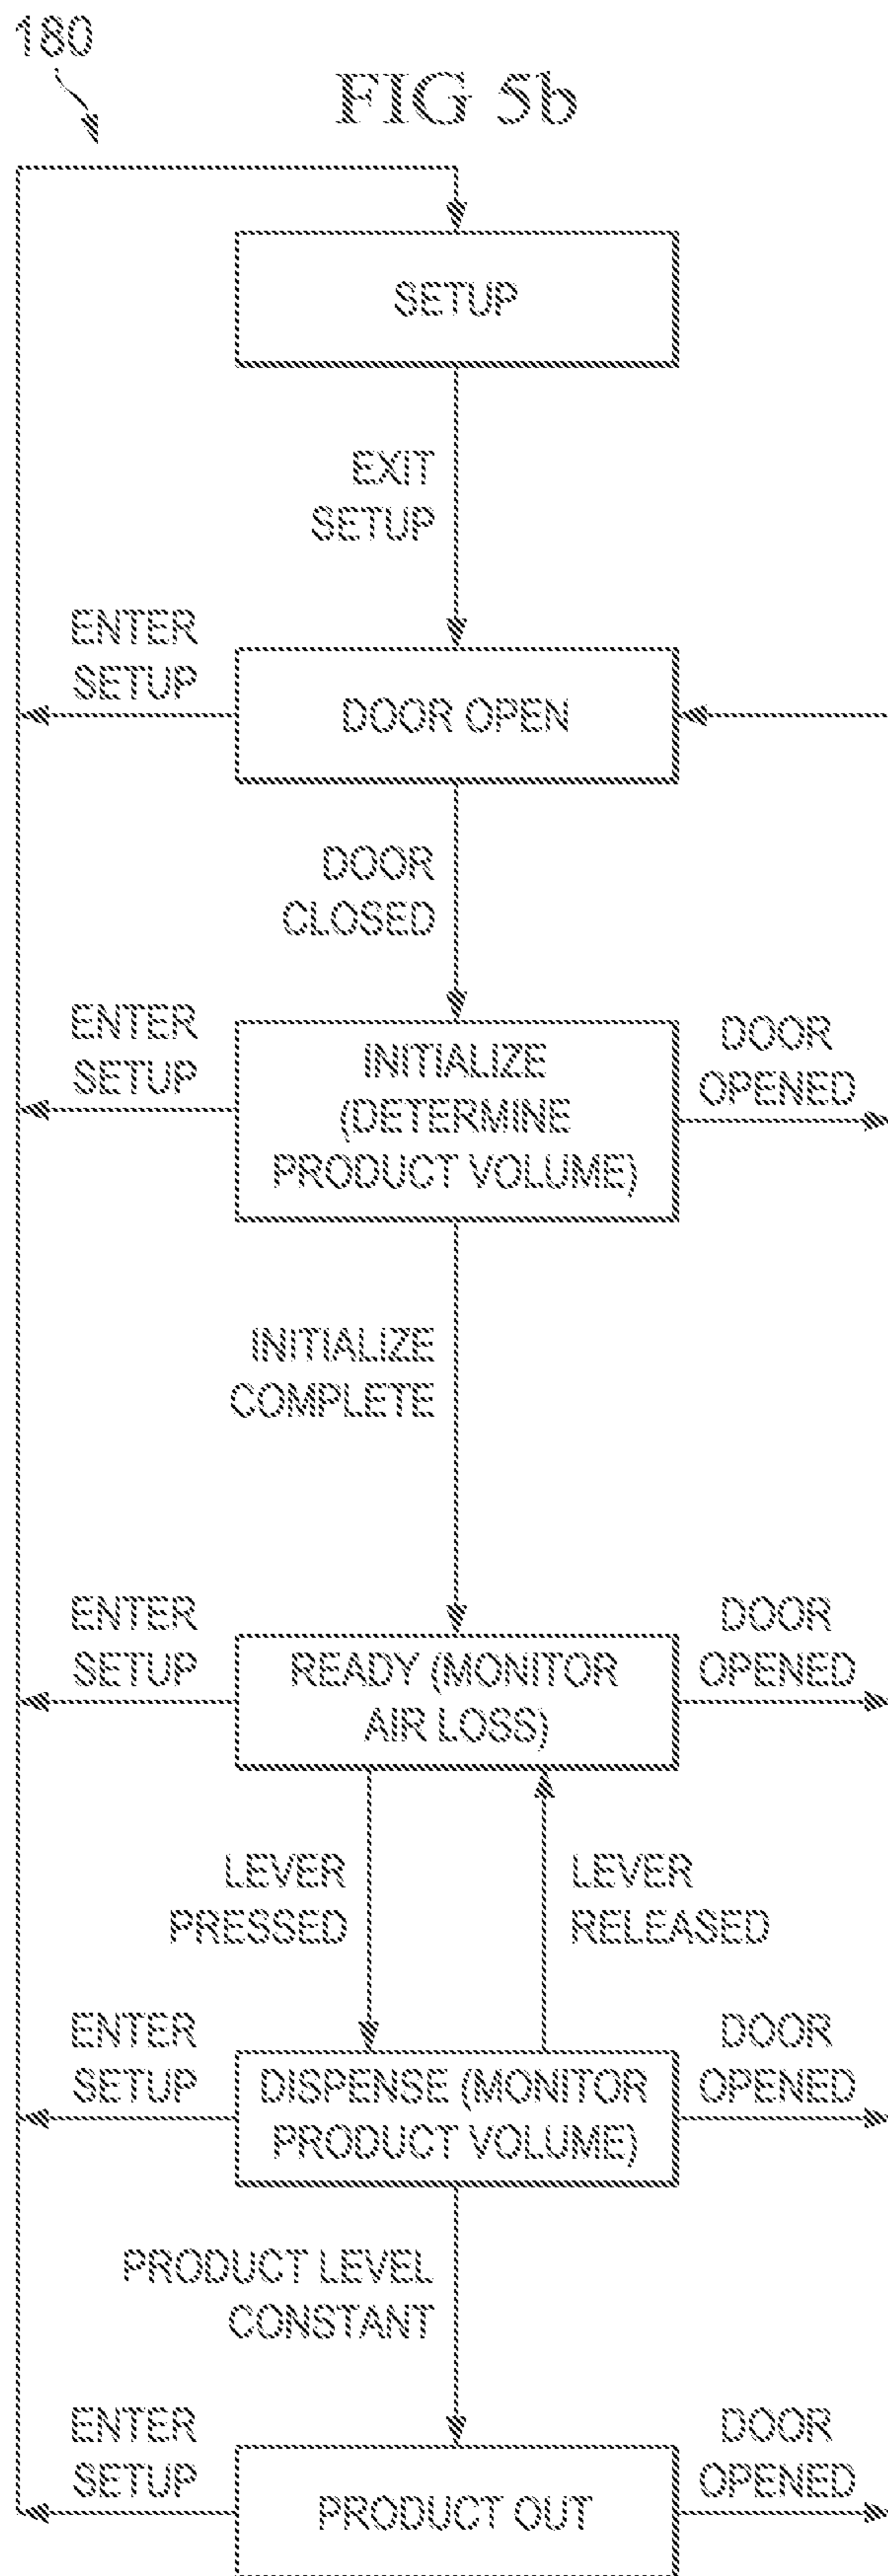 180
FIG 5b
SETUP
EXIT
SETUP
ENTER
SETUP
DOOR OPEN
DOOR
CLOSED
ENTER
SETUP
INITIALIZE
(DETERMINE
PRODUCT VOLUME)
DOOR
OPENED
INITIALIZE
COMPLETE
ENTER
SETUP
READY (MONITOR
AIR LOSS)
DOOR
OPENED
LEVER
PRESSED
LEVER
RELEASED
ENTER
SETUP
DISPENSE (MONITOR
PRODUCT VOLUME)
DOOR
OPENED
PRODUCT LEVEL
CONSTANT
ENTER
SETUP
PRODUCT OUT
DOOR
OPENED